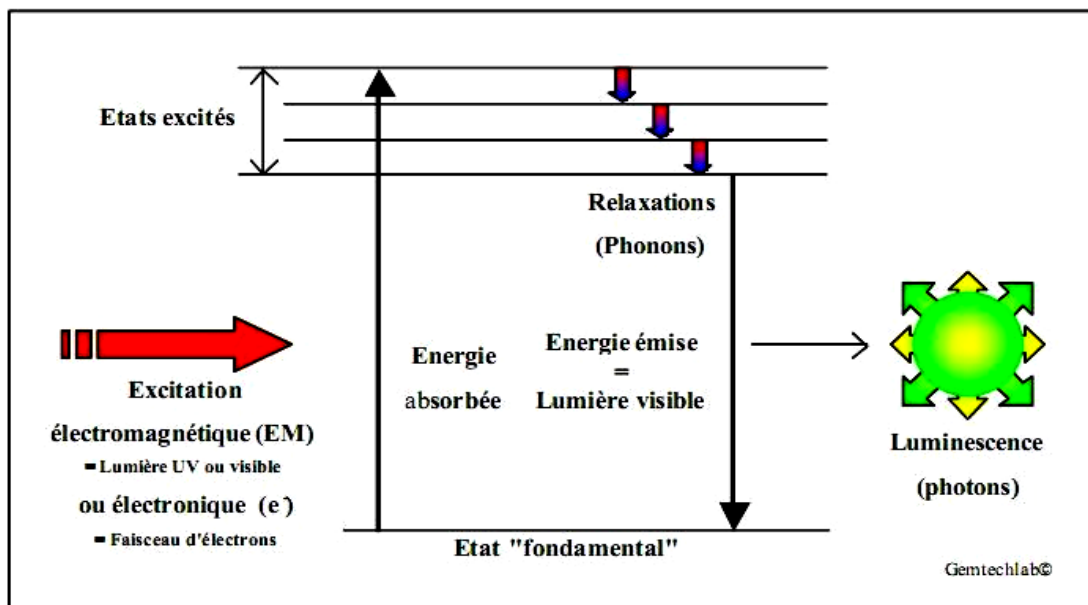 Etats excités
Relaxations
(Phonons)
Excitation
électromagnétique (EM)
= Lumière UV ou visible
ou électronique (e-)
= Faisceau d'électrons
Energie
absorbée
Energie émise
=
Lumière visible
Luminescence
(photons)
Etat "fondamental"
Gemtechlab©